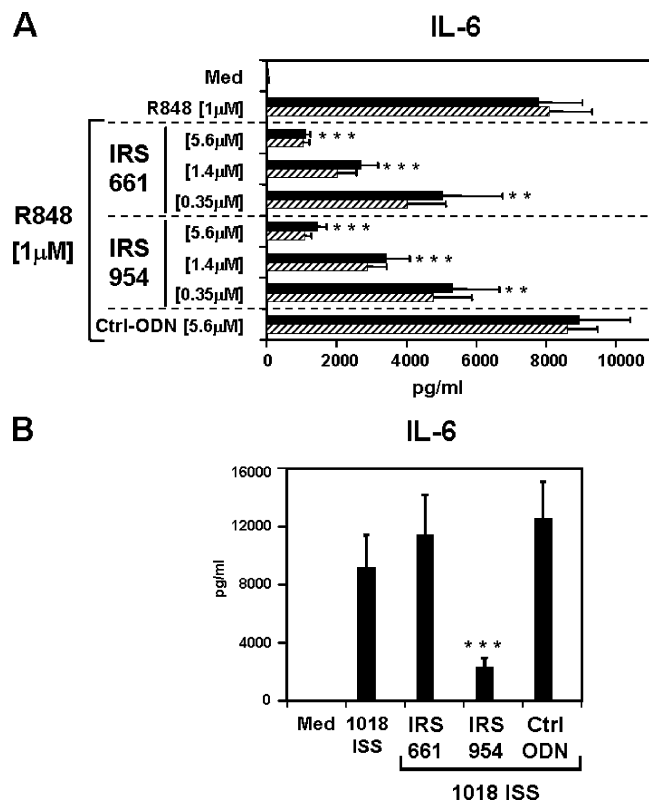 A
IL-6
Med
R848 [1μM]
[5.6μM] ***
IRS 661
[1.4μM] ***
[0.35μM] **
R848 [1μM]
[5.6μM] ***
IRS 954
[1.4μM] ***
[0.35μM] **
Ctrl-ODN [5.6μM]
0 2000 4000 6000 8000 10000
pg/ml
B
IL-6
16000
12000
pg/ml
8000
4000
***
0
Med 1018 ISS IRS 661 IRS 954 Ctrl ODN
1018 ISS